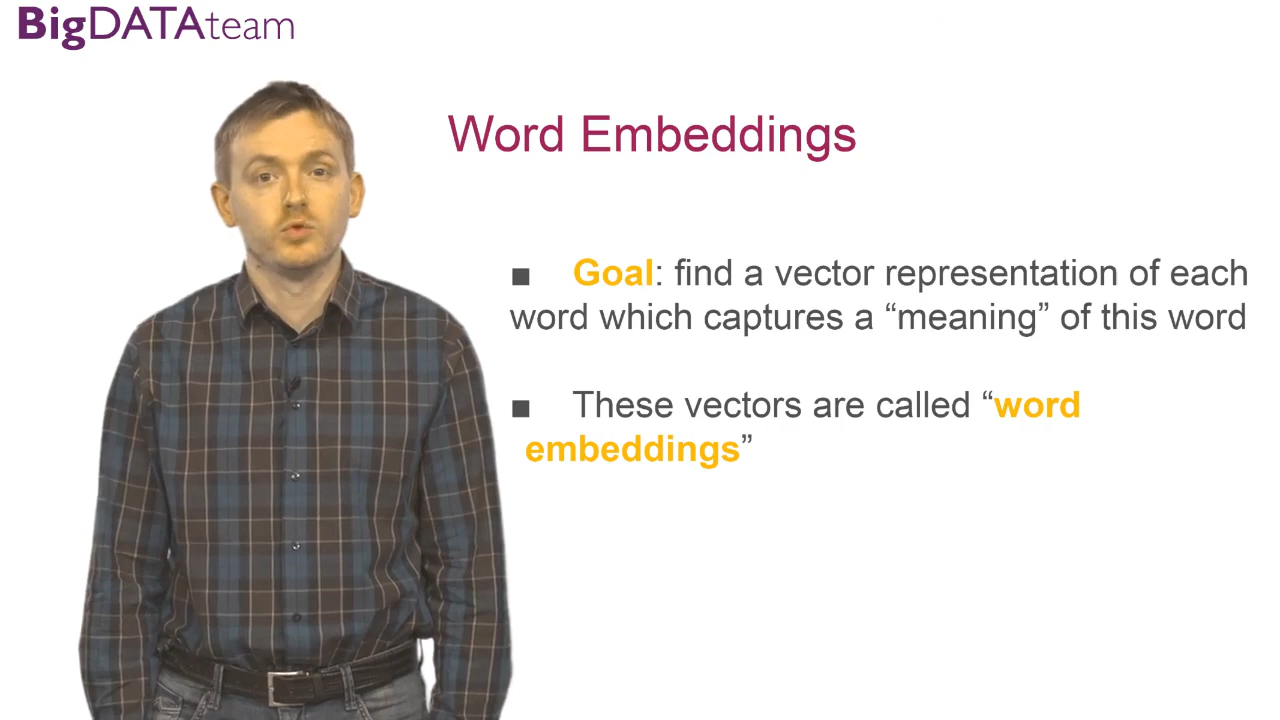 BigDATAteam
Word Embeddings
■ Goal: find a vector representation of each
word which captures a “meaning” of this word
■ These vectors are called “word
embeddings”